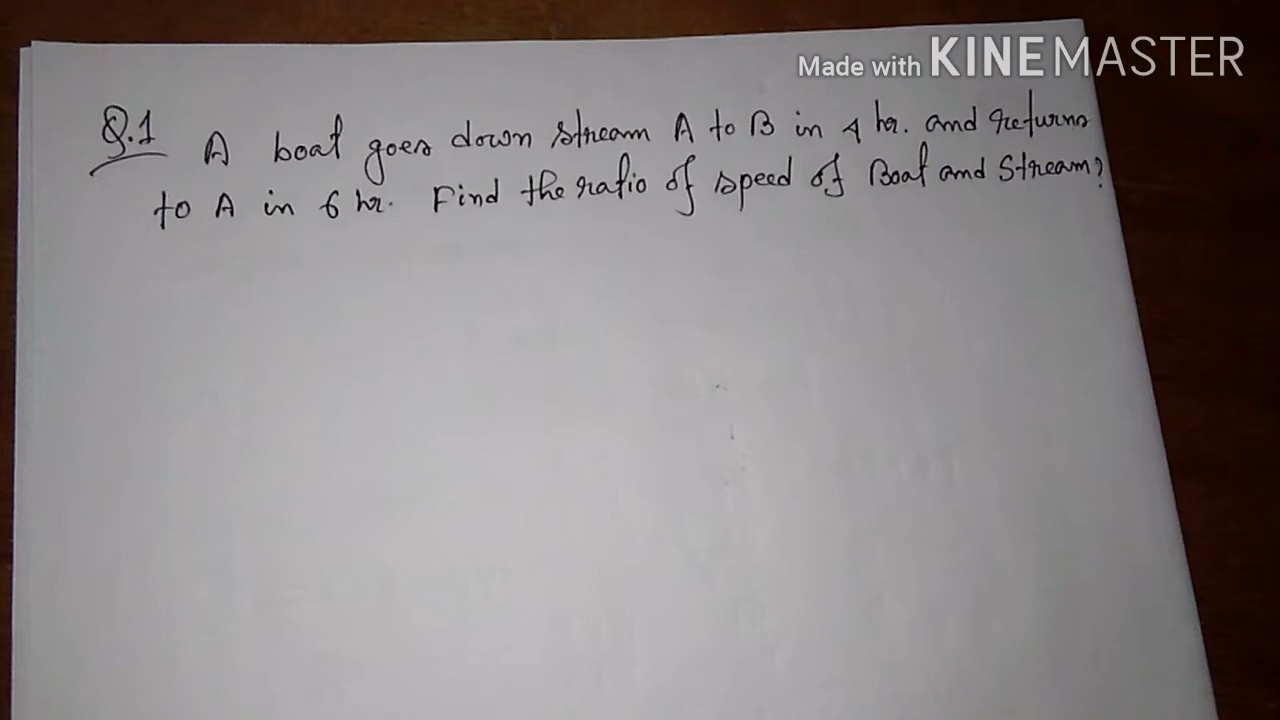 Made with KINEMASTER
Q.1 A boat goes down stream A to B in 4 hr. and returns
to A in 6 hr. Find the ratio of speed of Boat and Stream?